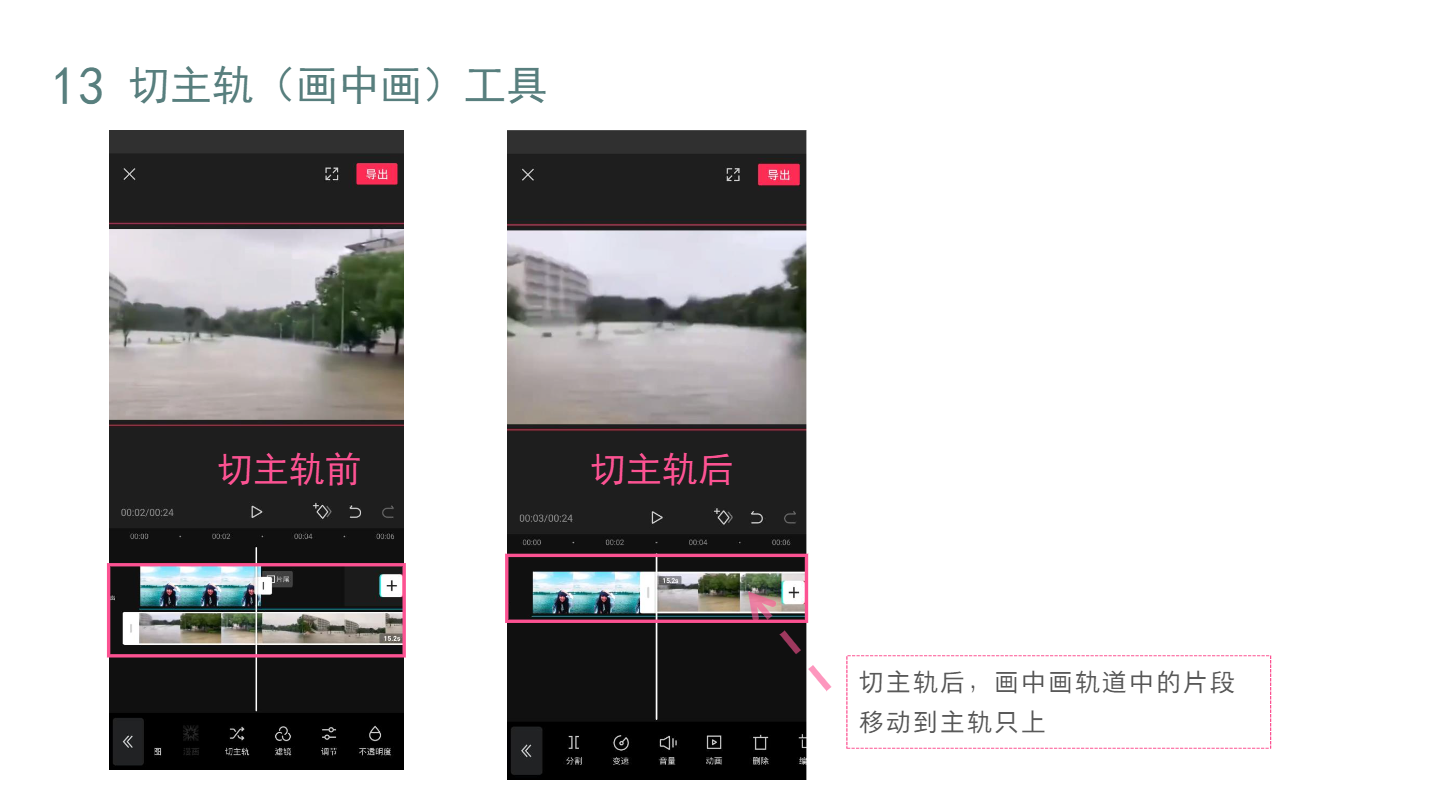 13 切主轨（画中画）工具
导出
切主轨前
00:02/00:24
00:00 00:02 00:04 00:06
片尾
15.2s
切主轨 滤镜 调节 不透明度
导出
切主轨后
00:03/00:24
00:00 00:02 00:04 00:06
15.2s
分割 变速 音量 动画 删除
切主轨后，画中画轨道中的片段
移动到主轨只上